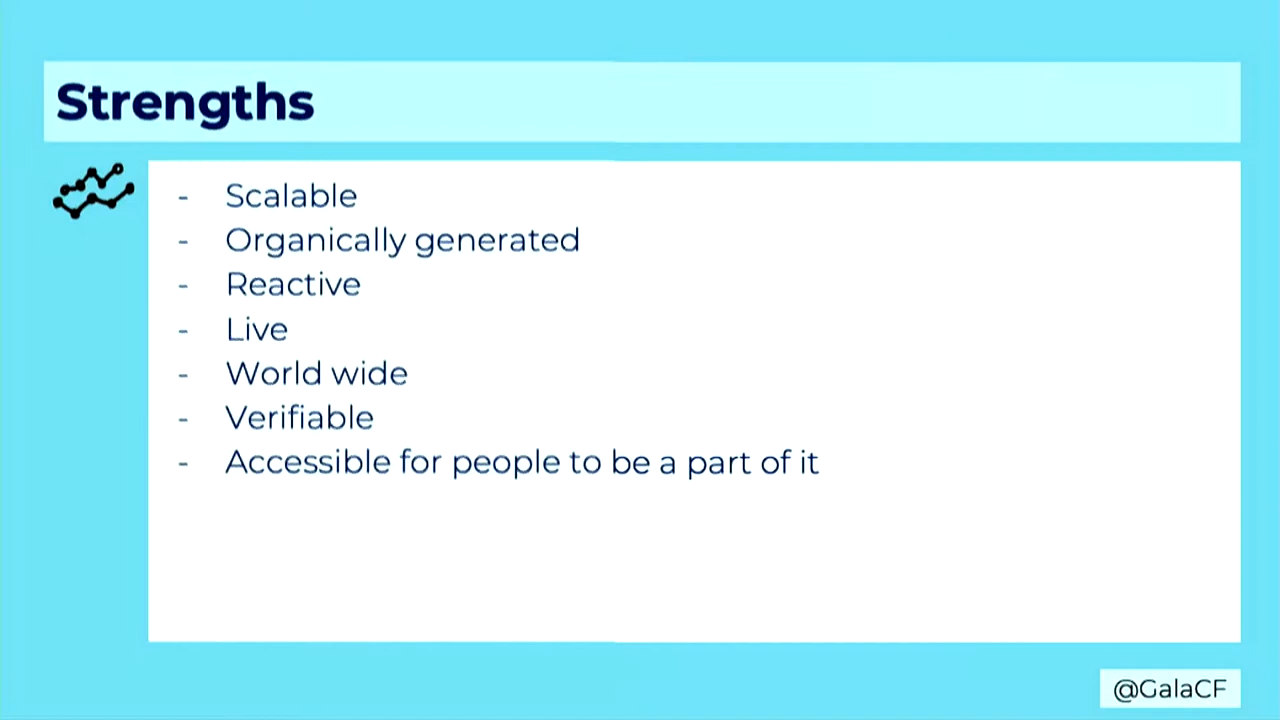 Strengths
- Scalable
- Organically generated
- Reactive
- Live
- World wide
- Verifiable
- Accessible for people to be a part of it
@GalaCF